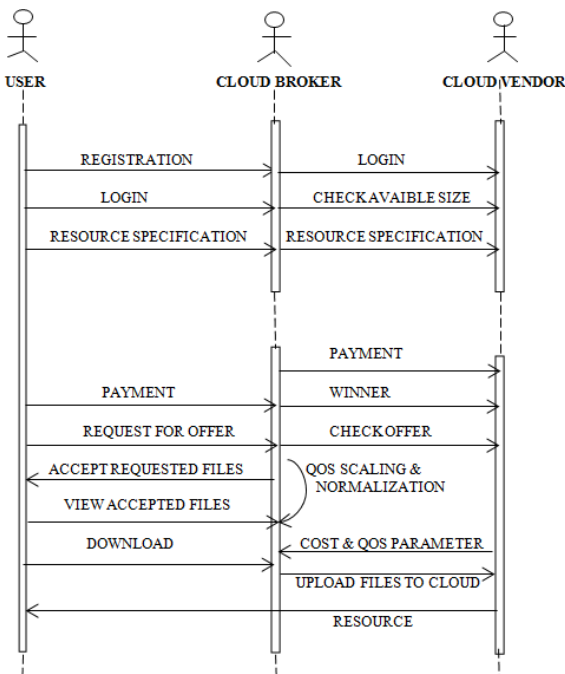 USER
CLOUD BROKER
CLOUD VENDOR
REGISTRATION
LOGIN
LOGIN
CHECK AVAIBLE SIZE
RESOURCE SPECIFICATION
RESOURCE SPECIFICATION
PAYMENT
PAYMENT
WINNER
REQUEST FOR OFFER
CHECK OFFER
ACCEPT REQUESTED FILES
QOS SCALING &
NORMALIZATION
VIEW ACCEPTED FILES
DOWNLOAD
COST & QOS PARAMETER
UPLOAD FILES TO CLOUD
RESOURCE